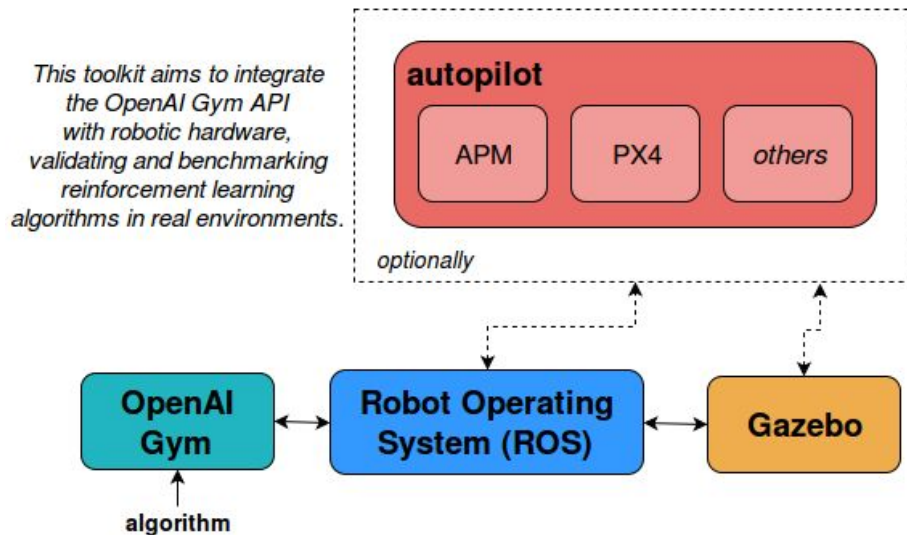 This toolkit aims to integrate
the OpenAI Gym API
with robotic hardware,
validating and benchmarking
reinforcement learning
algorithms in real environments.
autopilot
APM
PX4
others
optionally
OpenAI
Gym
Robot Operating
System (ROS)
Gazebo
algorithm